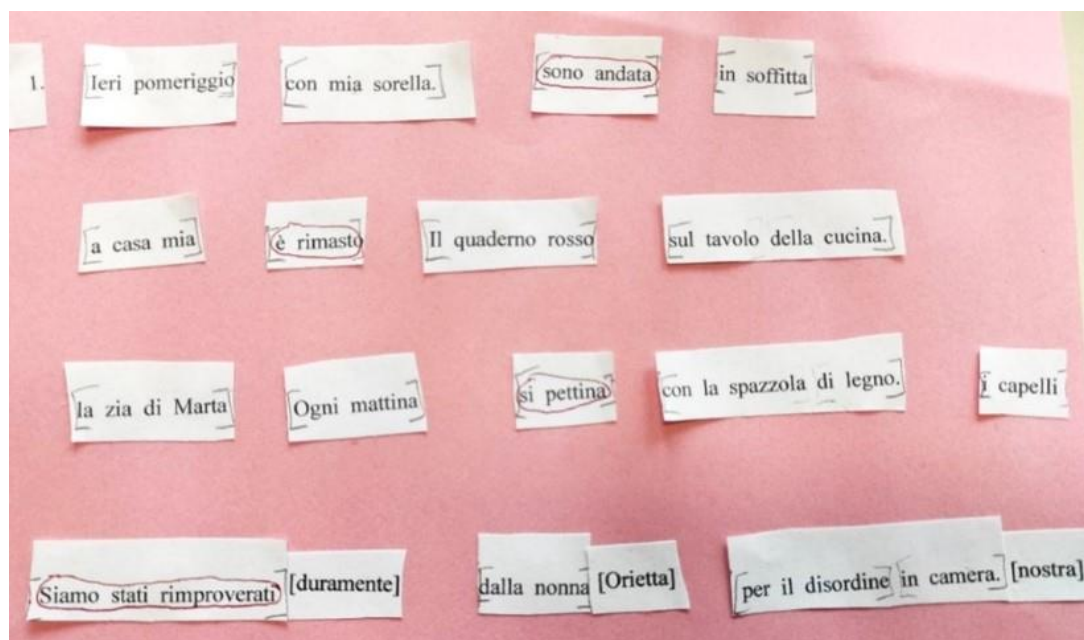 1. Ieri pomeriggio con mia sorella. sono andata in soffitta
a casa mia è rimasto Il quaderno rosso sul tavolo della cucina.
la zia di Marta Ogni mattina si pettina con la spazzola di legno. i capelli
Siamo stati rimproverati [duramente] dalla nonna [Orietta] per il disordine in camera. [nostra]